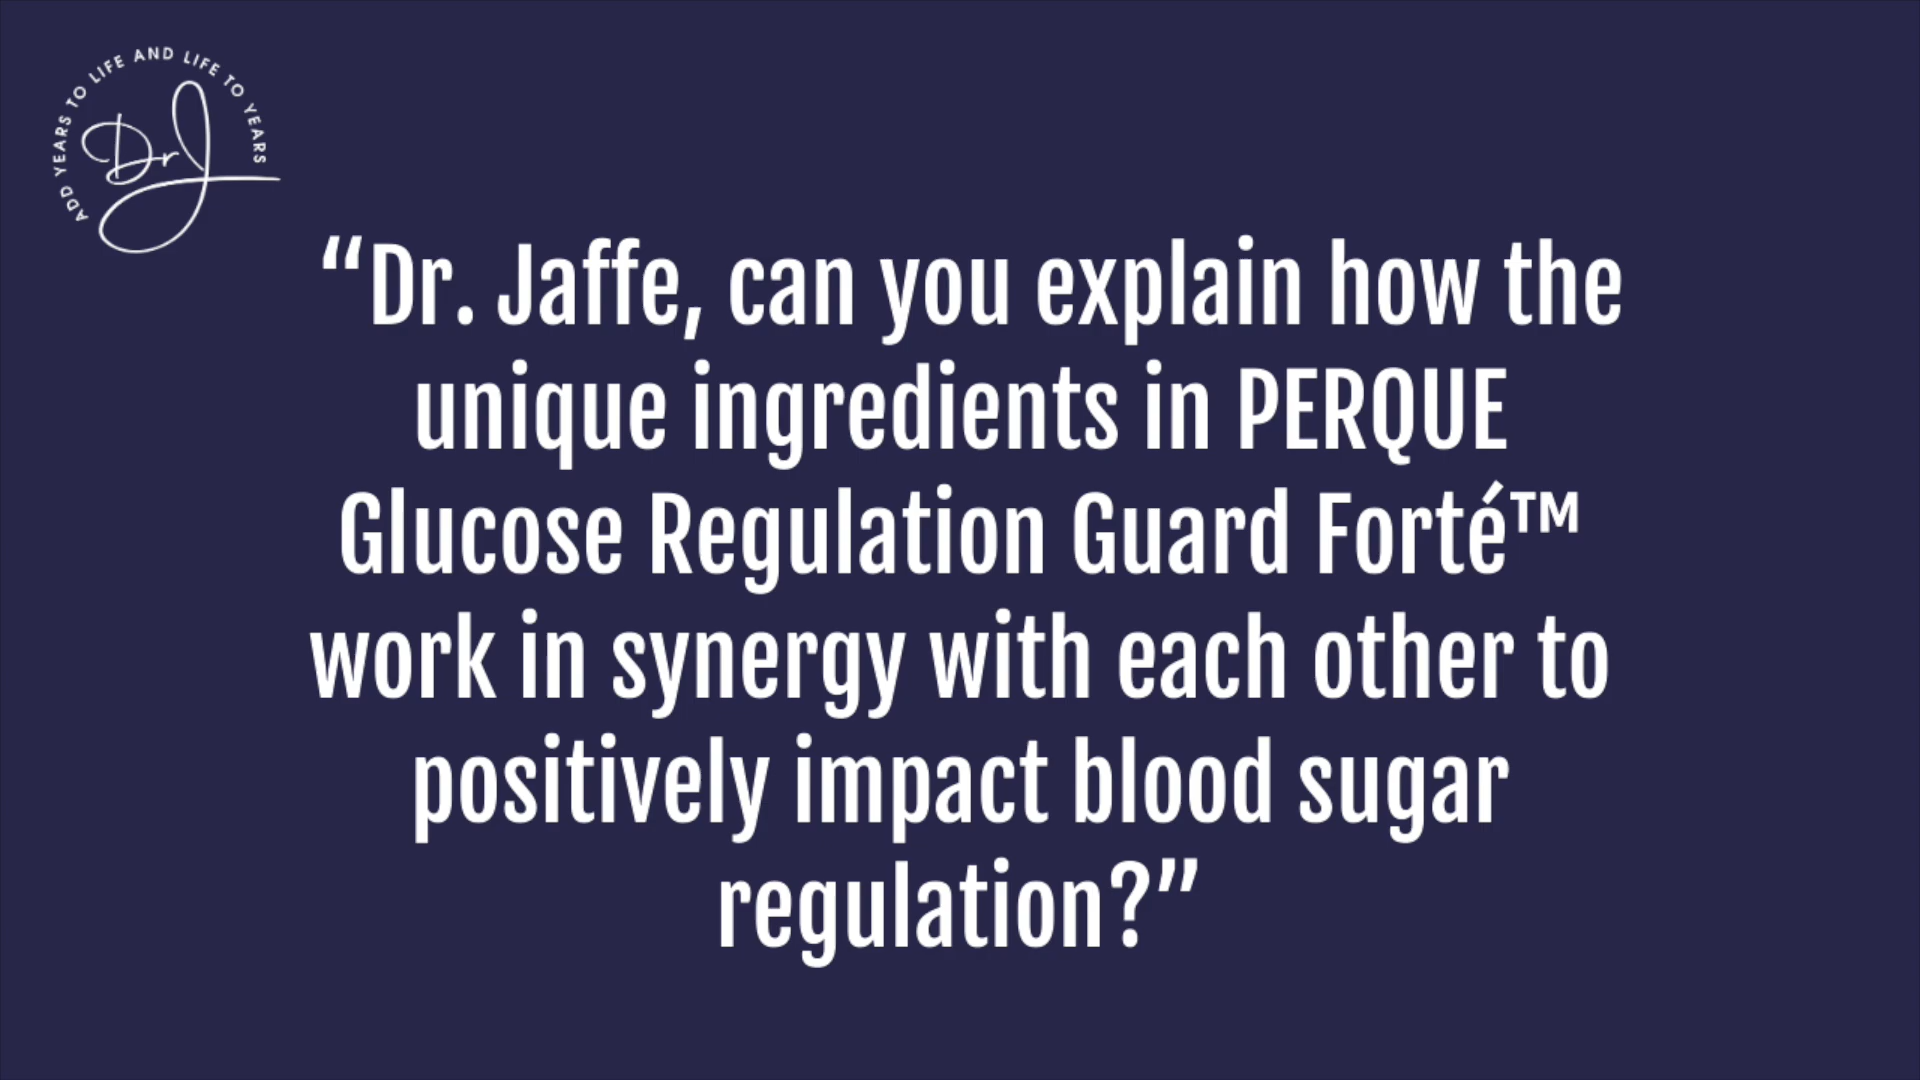 ADD YEARS TO LIFE AND LIFE TO YEARS
Dr J
“Dr. Jaffe, can you explain how the
unique ingredients in PERQUE
Glucose Regulation Guard Forté™
work in synergy with each other to
positively impact blood sugar
regulation?”